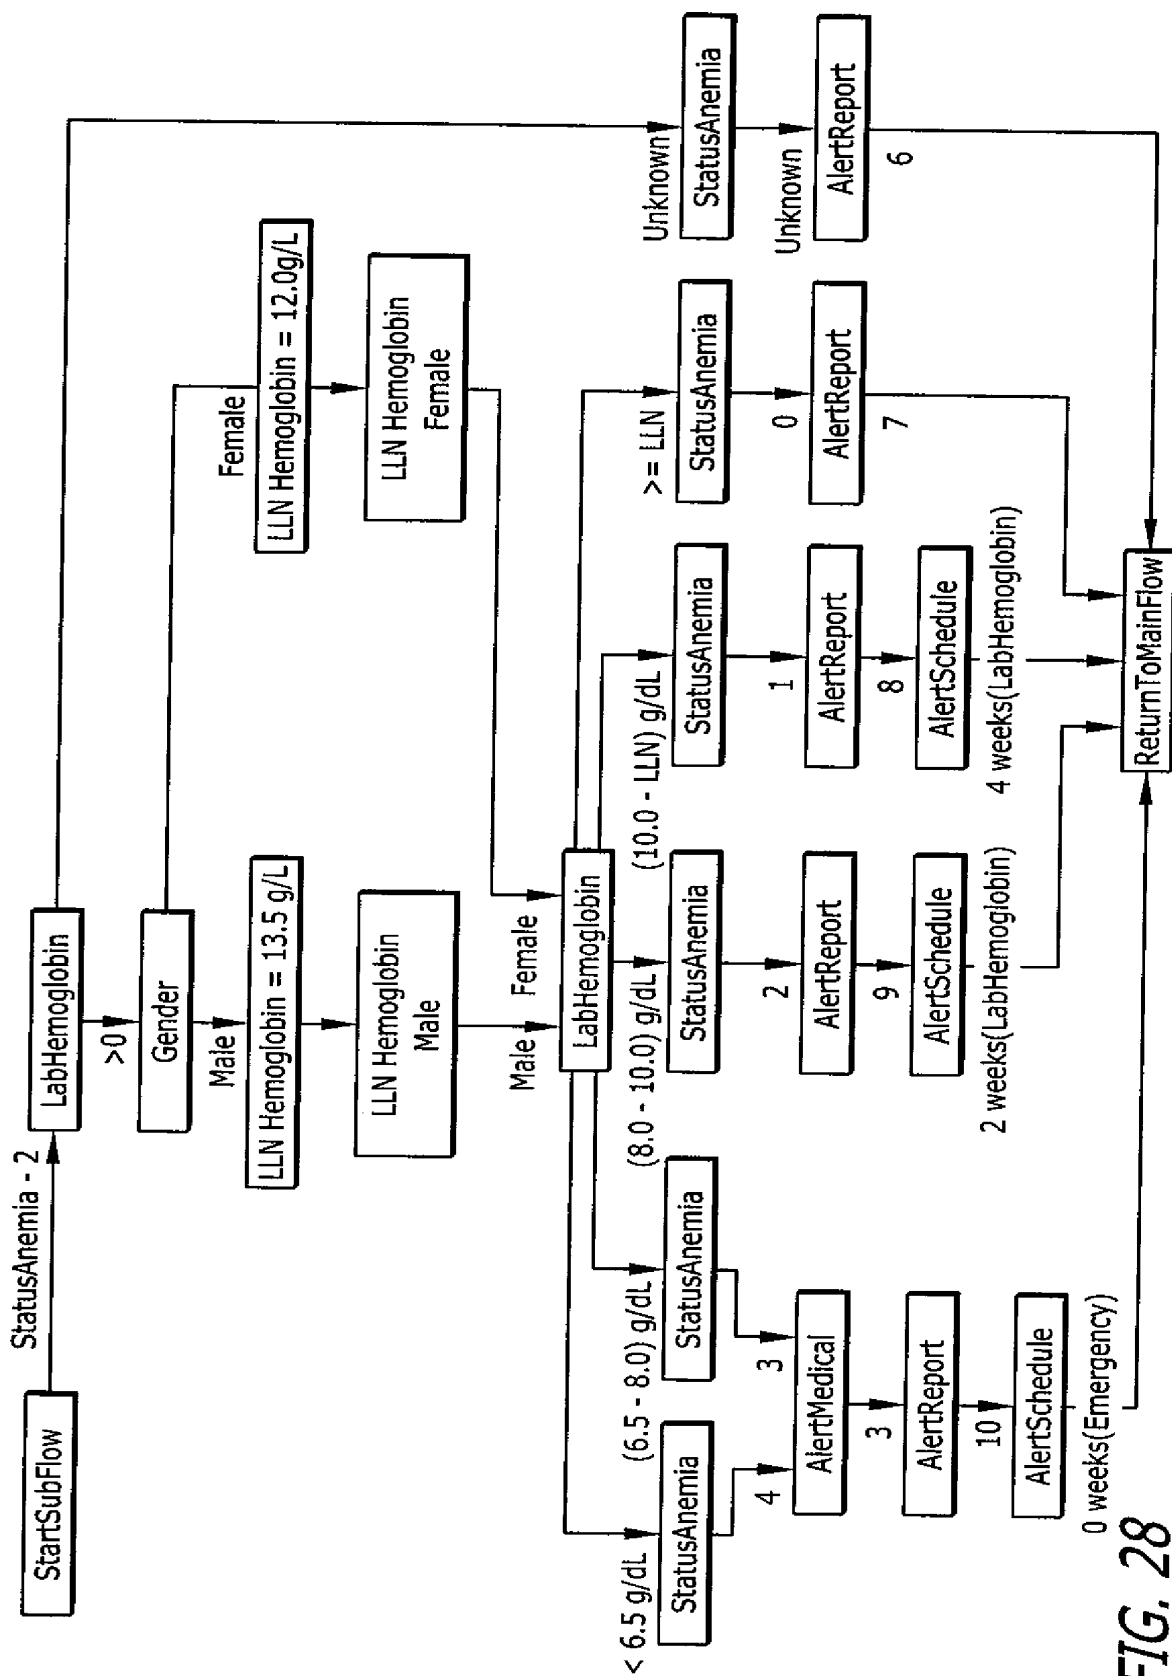 StartSubFlow
StatusAnemia - 2
LabHemoglobin
>0
Gender
Male
Female
LLN Hemoglobin = 13.5 g/L
LLN Hemoglobin = 12.0g/L
LLN Hemoglobin
Male
LLN Hemoglobin
Female
Male
Female
LabHemoglobin
< 6.5 g/dL
(6.5 - 8.0) g/dL
(8.0 - 10.0) g/dL
(10.0 - LLN) g/dL
>= LLN
Unknown
StatusAnemia
StatusAnemia
StatusAnemia
StatusAnemia
StatusAnemia
StatusAnemia
4
3
2
1
0
Unknown
AlertMedical
AlertReport
AlertReport
AlertReport
AlertReport
3
9
8
7
6
AlertReport
AlertSchedule
AlertSchedule
10
2 weeks(LabHemoglobin)
4 weeks(LabHemoglobin)
AlertSchedule
0 weeks(Emergency)
ReturnToMainFlow
FIG. 28